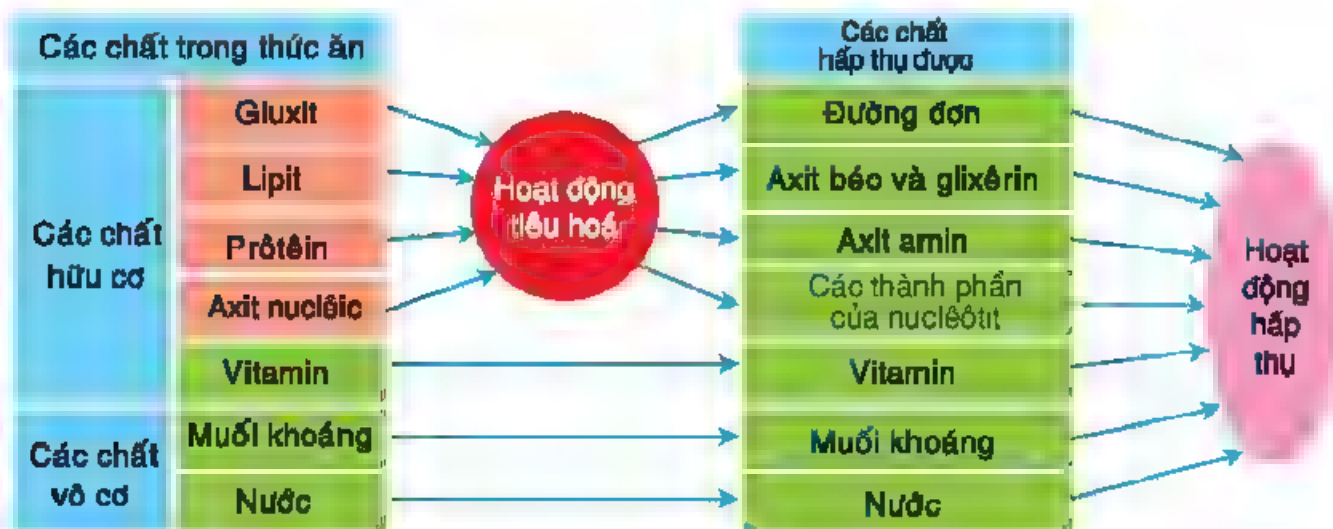 Các chất trong thức ăn
Các chất
hữu cơ
Gluxit
Lipit
Prôtêin
Axit nuclêic
Vitamin
Các chất
vô cơ
Muối khoáng
Nước
Hoạt động
tiêu hoá
Các chất
hấp thụ được
Đường đơn
Axit béo và glixêrin
Axit amin
Các thành phần
của nuclêôtit
Vitamin
Muối khoáng
Nước
Hoạt
động
hấp
thụ